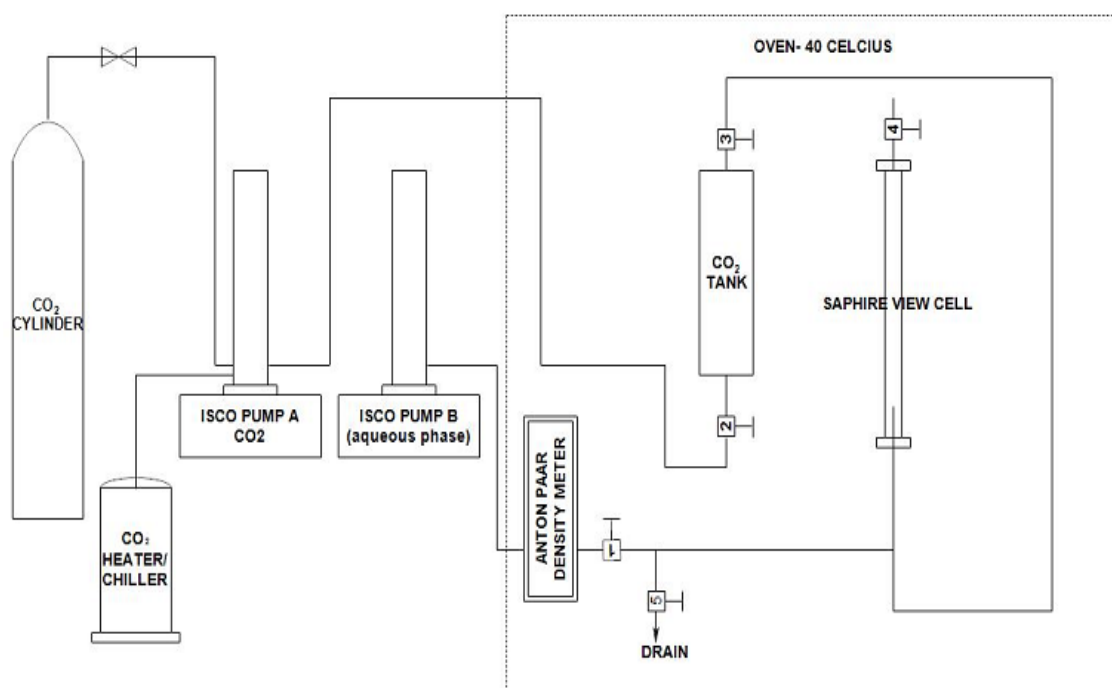 OVEN- 40 CELCIUS
4
3
CO₂
TANK
SAPHIRE VIEW CELL
CO₂
CYLINDER
ISCO PUMP A
CO2
ISCO PUMP B
(aqueous phase)
2
ANTON PAAR
DENSITY METER
1
CO₂
HEATER/
CHILLER
5
DRAIN